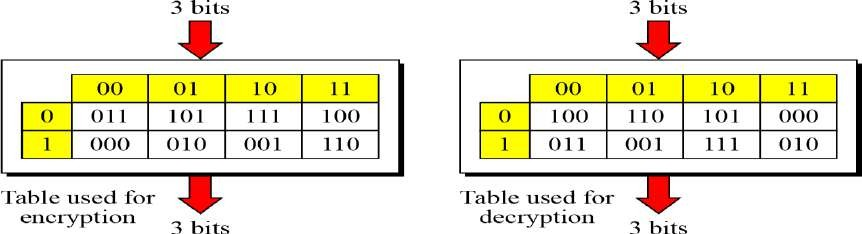 3 bits
00 01 10 11
0 011 101 111 100
1 000 010 001 110
Table used for
encryption
3 bits
3 bits
00 01 10 11
0 100 110 101 000
1 011 001 111 010
Table used for
decryption
3 bits